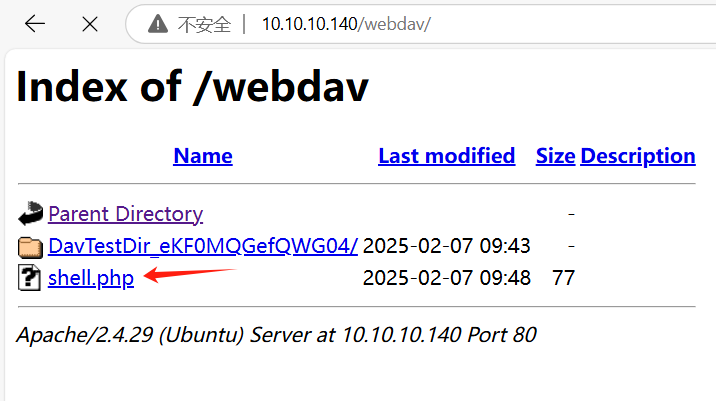 不安全 | 10.10.10.140/webdav/
Index of /webdav
Name Last modified Size Description
Parent Directory -
DavTestDir_eKF0MQGefQWG04/ 2025-02-07 09:43 -
shell.php 2025-02-07 09:48 77
Apache/2.4.29 (Ubuntu) Server at 10.10.10.140 Port 80